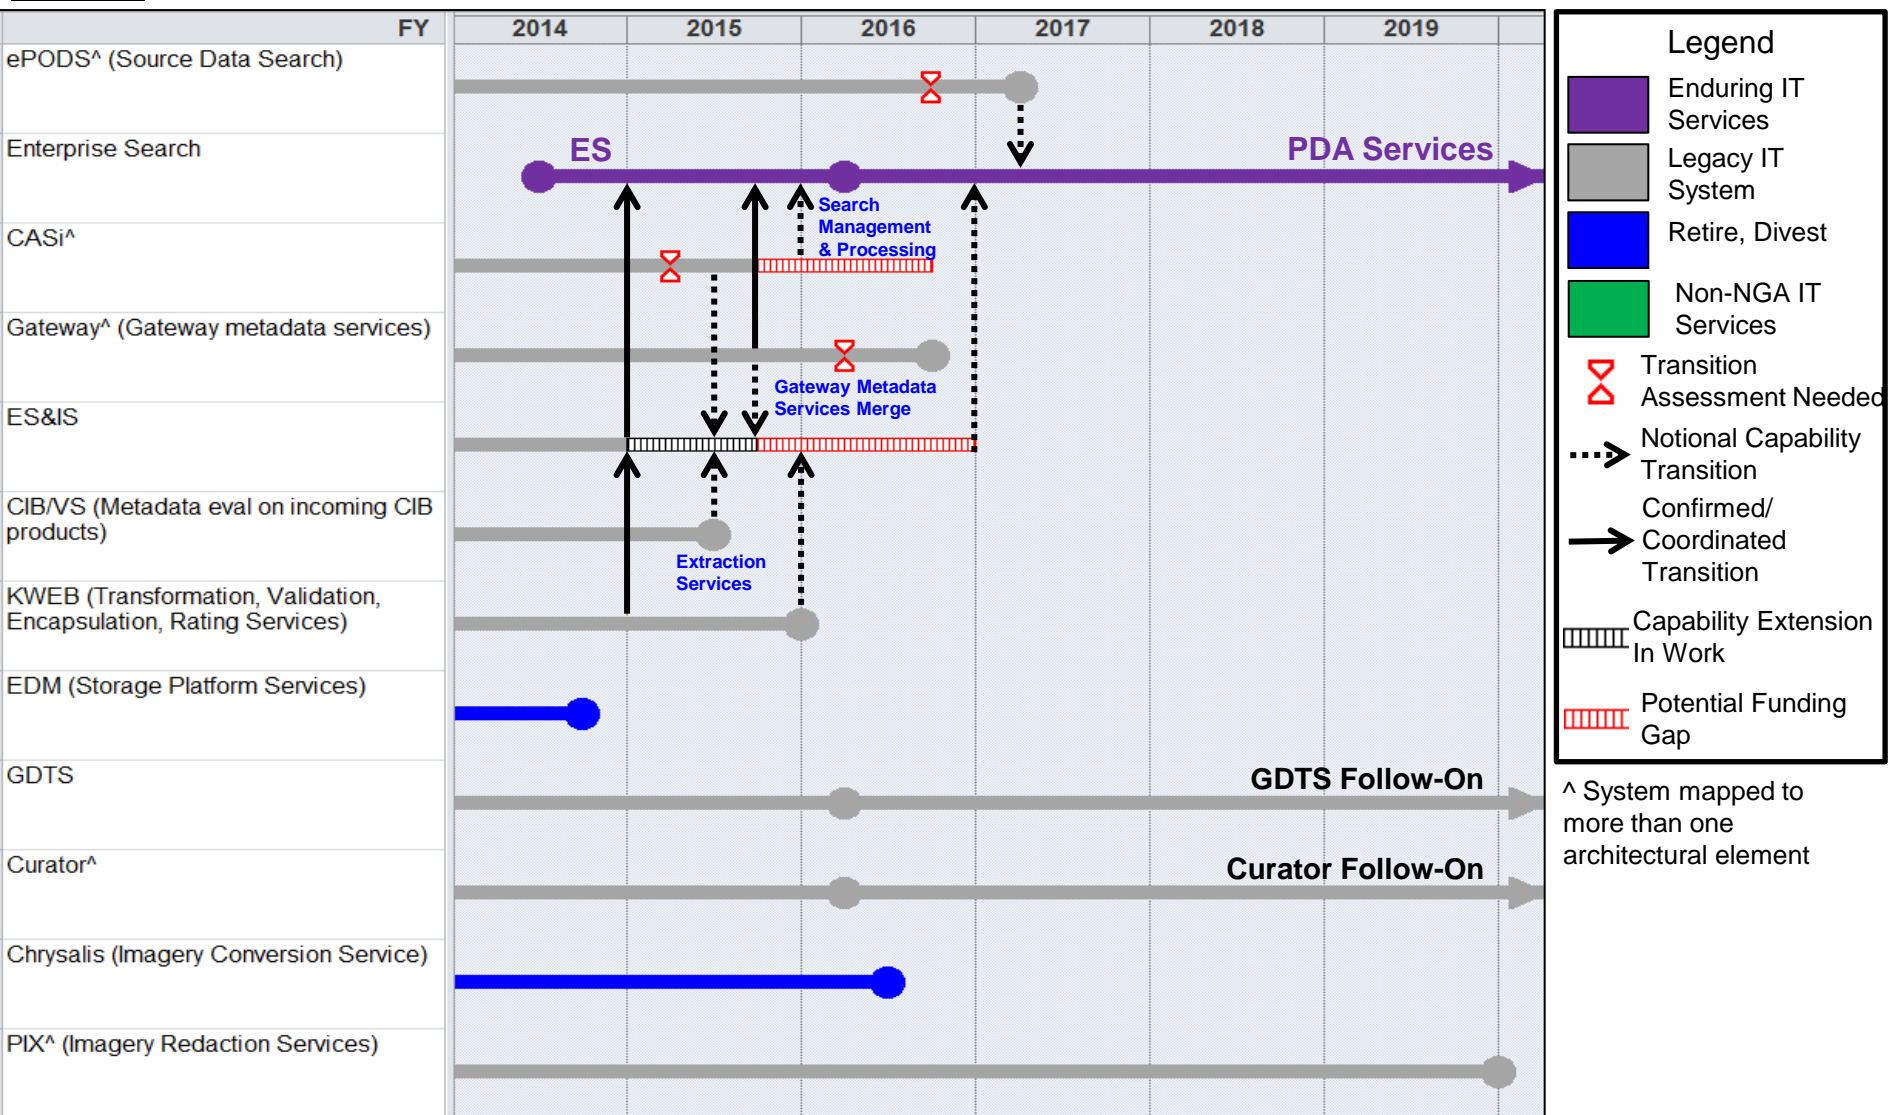 FY
2014
2015
2016
2017
2018
2019
ePODS^ (Source Data Search)
Enterprise Search
ES
PDA Services
Search
Management
& Processing
CASi^
Gateway^ (Gateway metadata services)
Gateway Metadata
Services Merge
ES&IS
CIB/VS (Metadata eval on incoming CIB
products)
Extraction
Services
KWEB (Transformation, Validation,
Encapsulation, Rating Services)
EDM (Storage Platform Services)
GDTS
GDTS Follow-On
Curator^
Curator Follow-On
Chrysalis (Imagery Conversion Service)
PIX^ (Imagery Redaction Services)
Legend
Enduring IT
Services
Legacy IT
System
Retire, Divest
Non-NGA IT
Services
Transition
Assessment Needed
Notional Capability
Transition
Confirmed/
Coordinated
Transition
Capability Extension
In Work
Potential Funding
Gap
^ System mapped to
more than one
architectural element